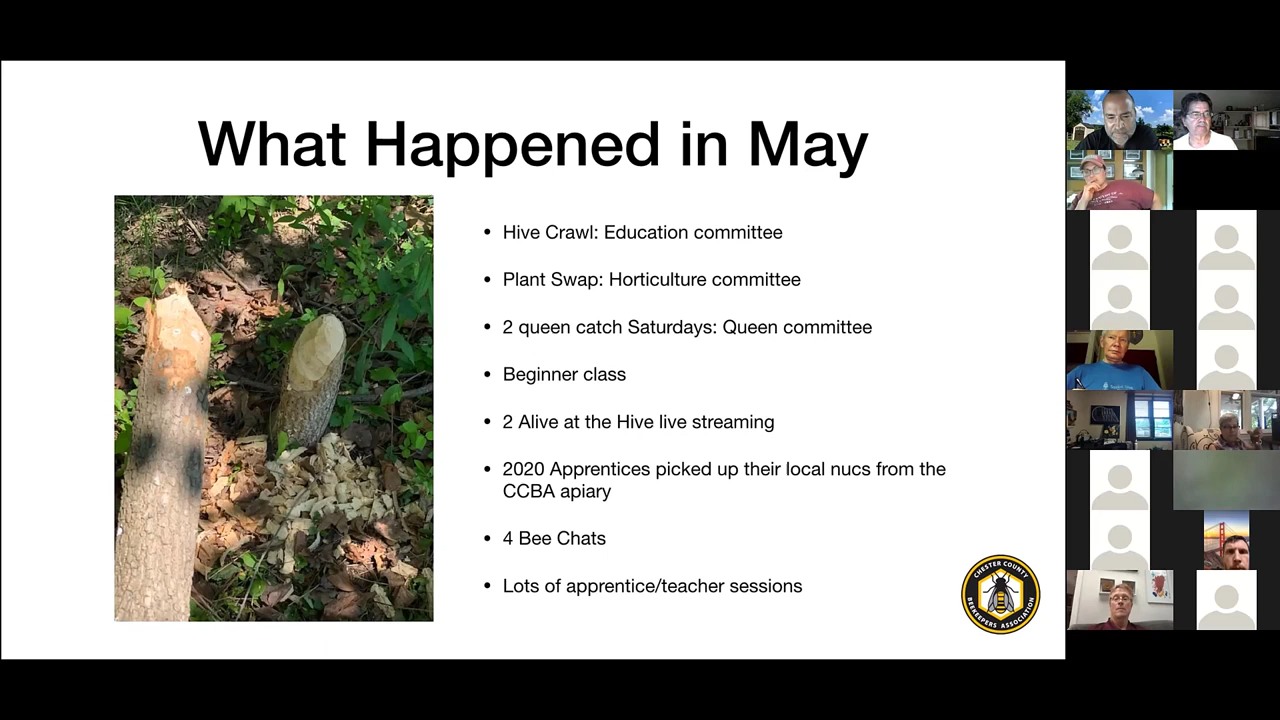 What Happened in May
• Hive Crawl: Education committee
• Plant Swap: Horticulture committee
• 2 queen catch Saturdays: Queen committee
• Beginner class
• 2 Alive at the Hive live streaming
• 2020 Apprentices picked up their local nucs from the
CCBA apiary
• 4 Bee Chats
• Lots of apprentice/teacher sessions
CHESTER COUNTY
BEEKEEPERS ASSOCIATION